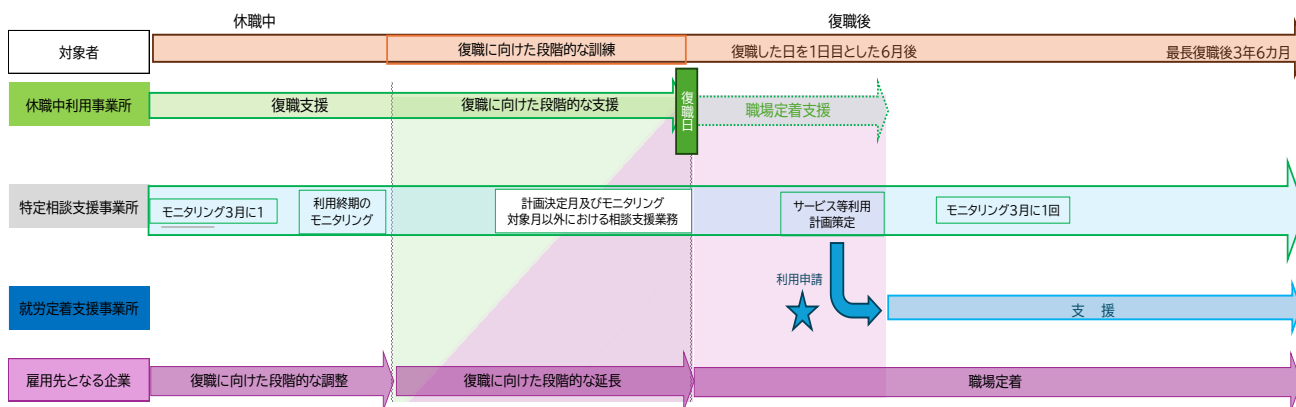 休職中
復職後
対象者
復職に向けた段階的な訓練
復職した日を1日目とした6月後
最長復職後3年6カ月
休職中利用事業所
復職支援
復職に向けた段階的な支援
復職日
職場定着支援
特定相談支援事業所
モニタリング3月に1
利用終期の
モニタリング
計画決定月及びモニタリング
対象月以外における相談支援業務
サービス等利用
計画策定
モニタリング3月に1回
利用申請
就労定着支援事業所
支　援
雇用先となる企業
復職に向けた段階的な調整
復職に向けた段階的な延長
職場定着